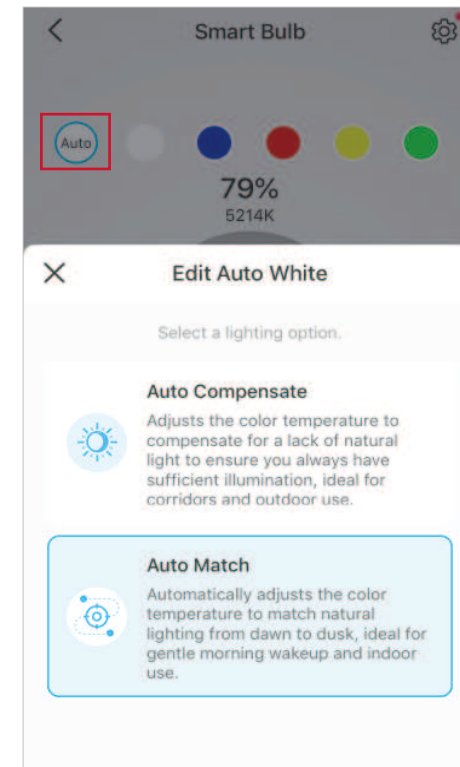 Smart Bulb
Auto
79%
5214K
Edit Auto White
Select a lighting option.
Auto Compensate
Adjusts the color temperature to
compensate for a lack of natural
light to ensure you always have
sufficient illumination, ideal for
corridors and outdoor use.
Auto Match
Automatically adjusts the color
temperature to match natural
lighting from dawn to dusk, ideal for
gentle morning wakeup and indoor
use.